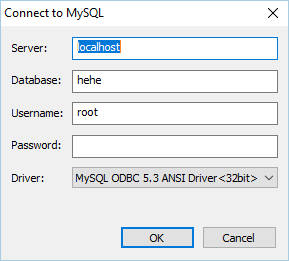 Connect to MySQL
Server: localhost
Database: hehe
Username: root
Password:
Driver: MySQL ODBC 5.3 ANSI Driver<32bit>
OK Cancel